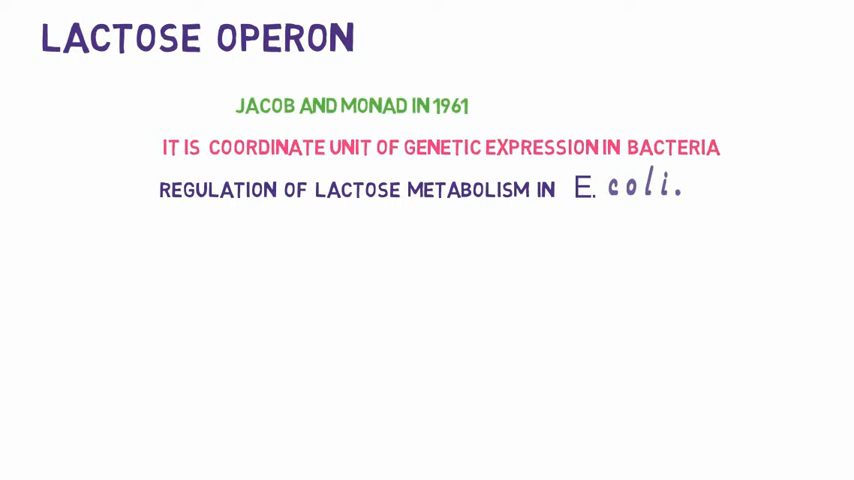 LACTOSE OPERON
JACOB AND MONAD IN 1961
IT IS COORDINATE UNIT OF GENETIC EXPRESSION IN BACTERIA
REGULATION OF LACTOSE METABOLISM IN E. coli.